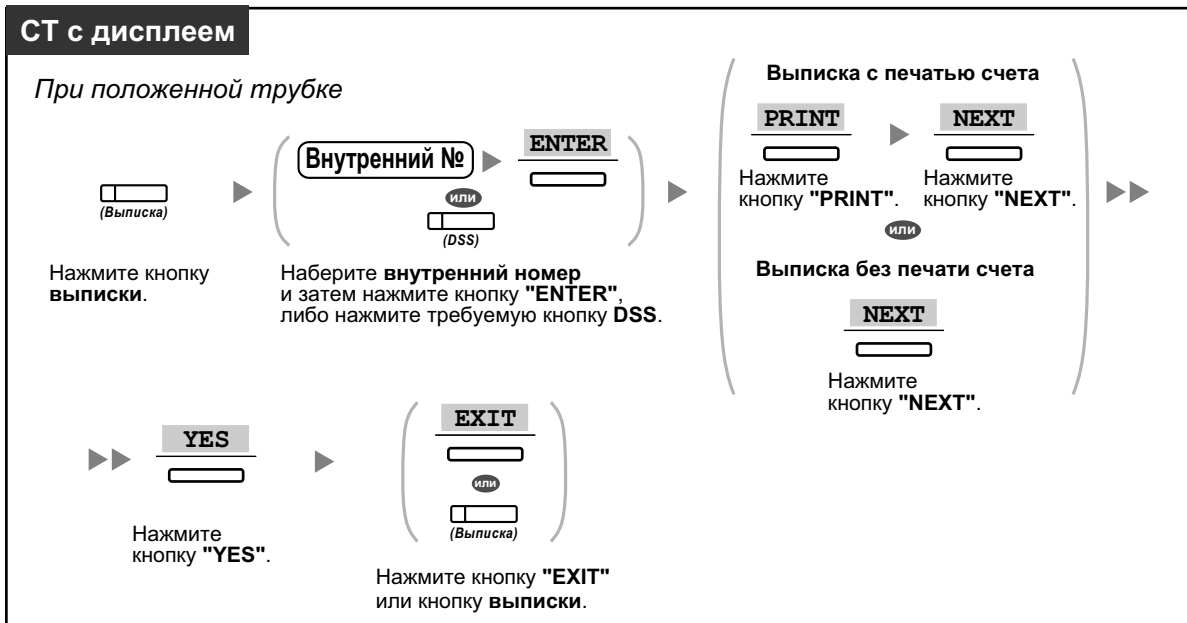 СТ с дисплеем
При положенной трубке
(Выписка)
Нажмите кнопку
выписки.
Внутренний №
ENTER
или
(DSS)
Наберите внутренний номер
и затем нажмите кнопку "ENTER",
либо нажмите требуемую кнопку DSS.
Выписка с печатью счета
PRINT
Нажмите
кнопку "PRINT".
NEXT
Нажмите
кнопку "NEXT".
или
Выписка без печати счета
NEXT
Нажмите
кнопку "NEXT".
YES
Нажмите
кнопку "YES".
EXIT
или
(Выписка)
Нажмите кнопку "EXIT"
или кнопку выписки.